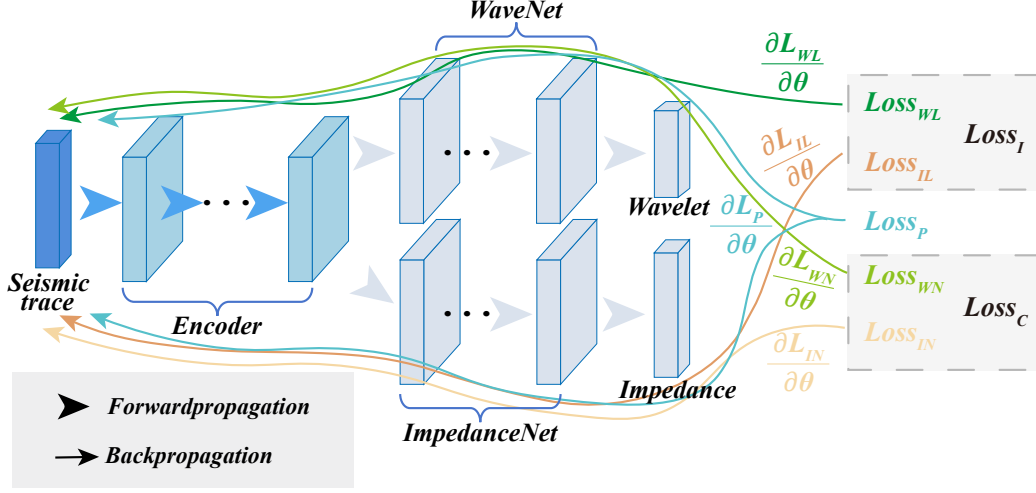 WaveNet
∂L_WL
∂θ
Loss_WL
Loss_I
∂L_IL
∂θ
Loss_IL
Wavelet
∂L_P
∂θ
Loss_P
∂L_WN
∂θ
Loss_WN
Loss_C
Loss_IN
∂L_IN
∂θ
Seismic
trace
Encoder
Impedance
ImpedanceNet
Forwardpropagation
Backpropagation